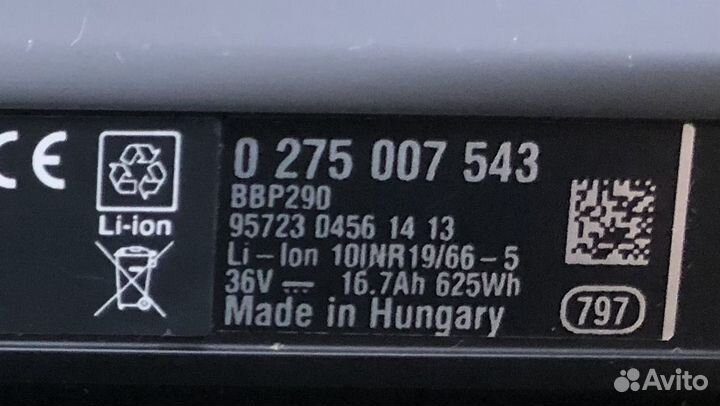 CE
Li-ion
0 275 007 543
BBP290
95723 0456 14 13
Li-Ion 10INR19/66-5
36V ⎓ 16.7Ah 625Wh
Made in Hungary
797
Avito